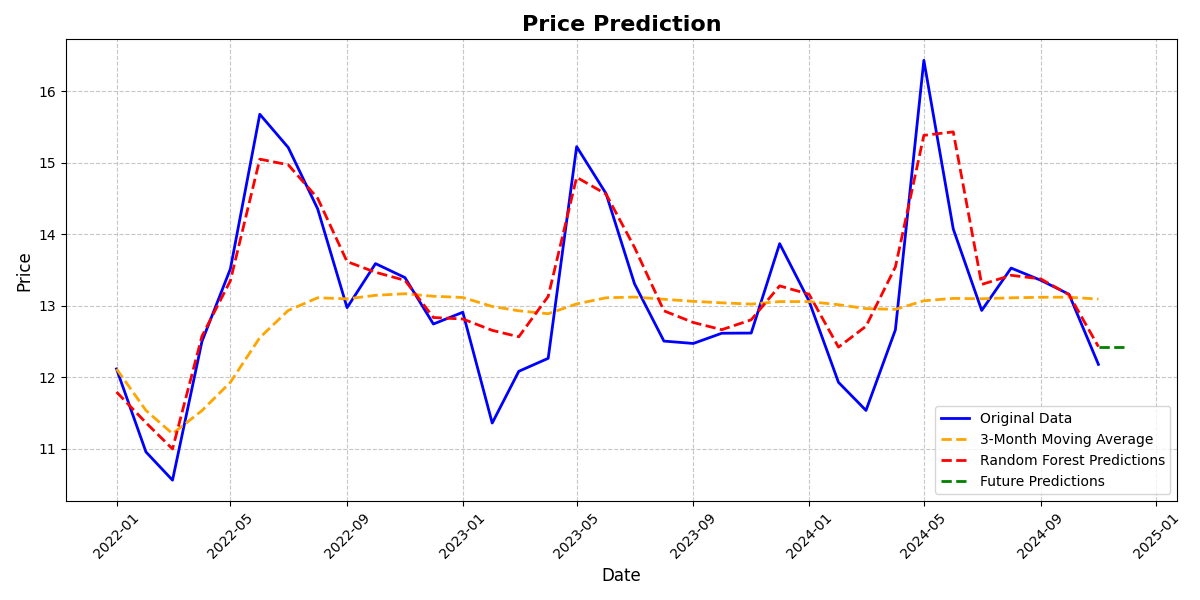 Price Prediction
Price
16
15
14
13
12
11
2022-01
2022-05
2022-09
2023-01
2023-05
2023-09
2024-01
2024-05
2024-09
2025-01
Date
Original Data
3-Month Moving Average
Random Forest Predictions
Future Predictions